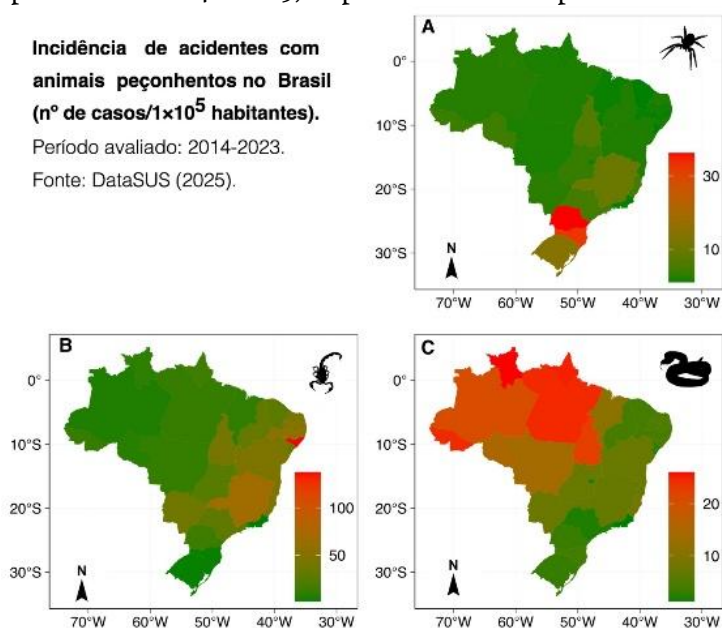 Incidência de acidentes com
animais peçonhentos no Brasil
(nº de casos/1×10⁵ habitantes).
Período avaliado: 2014-2023.
Fonte: DataSUS (2025).
A
0°
10°S
20°S
30°S
30
10
N
70°W 60°W 50°W 40°W 30°W
B
0°
10°S
20°S
30°S
100
50
N
70°W 60°W 50°W 40°W 30°W
C
0°
10°S
20°S
30°S
20
10
N
70°W 60°W 50°W 40°W 30°W